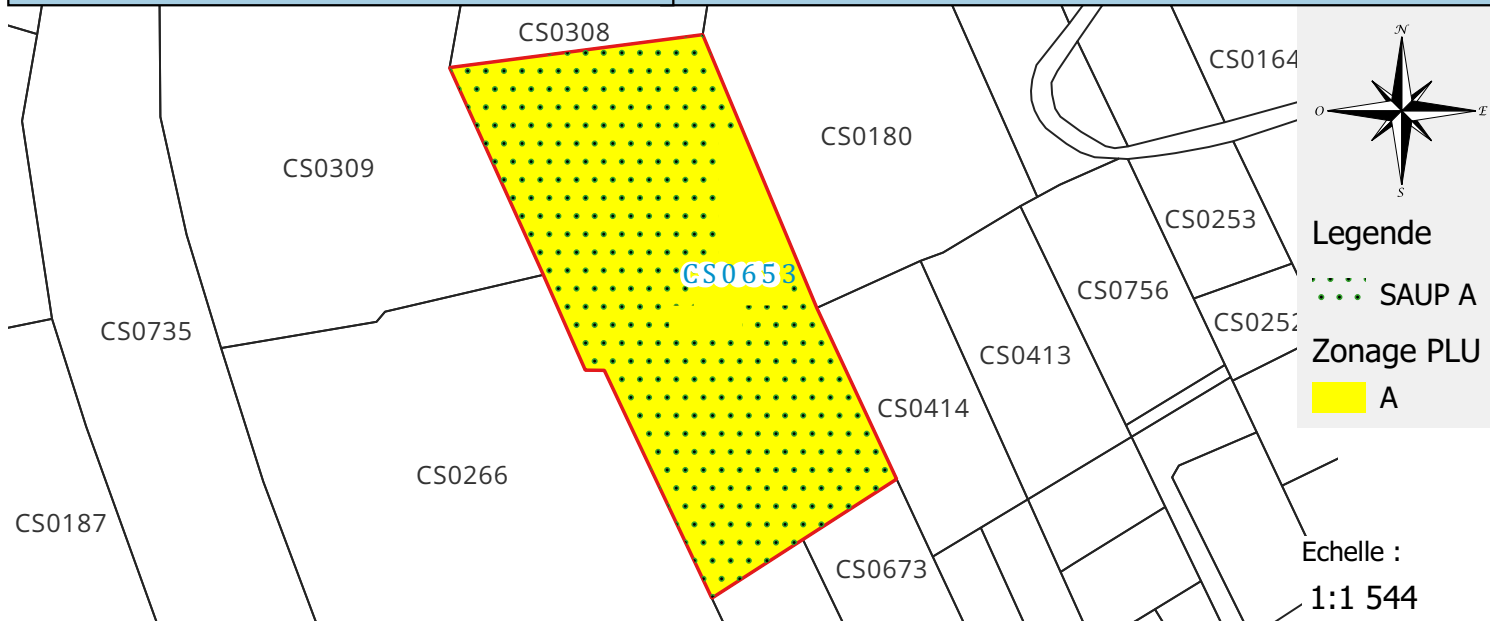 CS0308
CS0164
N
O
E
S
CS0180
CS0309
CS0253
Legende
CS0653
SAUP A
CS0756
CS0252
CS0735
Zonage PLU
CS0413
A
CS0414
CS0266
CS0187
Echelle :
CS0673
1:1 544